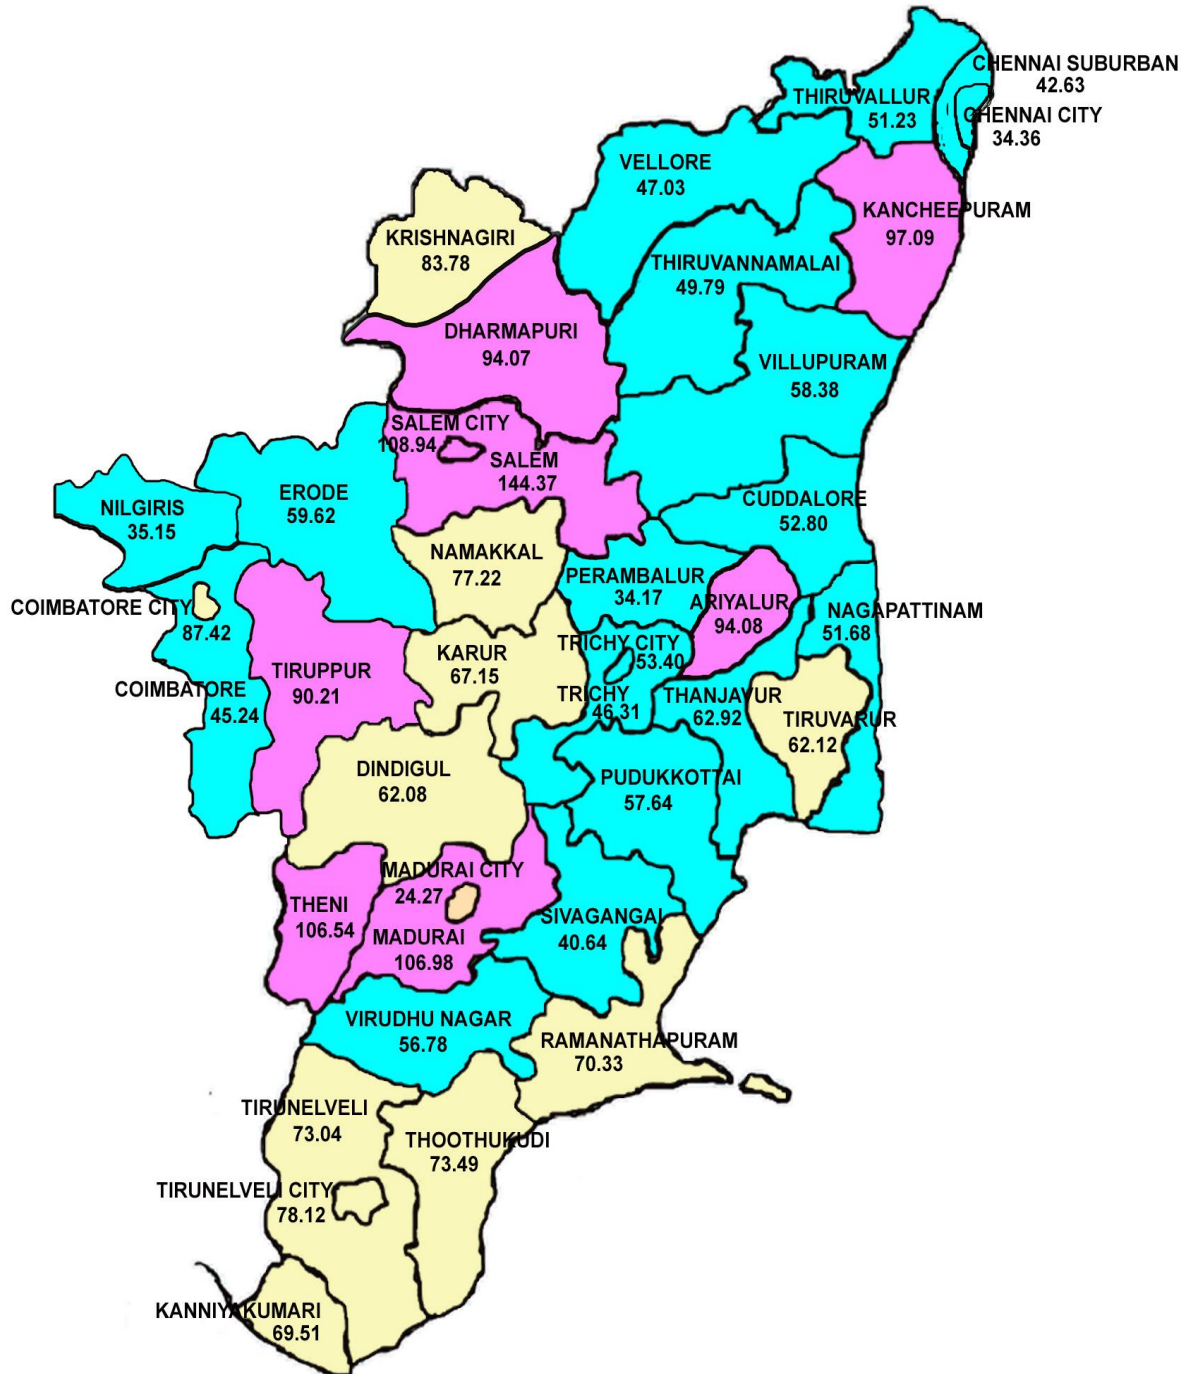 CHENNAI SUBURBAN
42.63
THIRUVALLUR
51.23
CHENNAI CITY
34.36
VELLORE
47.03
KANCHEEPURAM
97.09
KRISHNAGIRI
83.78
THIRUVANNAMALAI
49.79
DHARMAPURI
94.07
VILLUPURAM
58.38
SALEM CITY
108.94
SALEM
144.37
ERODE
59.62
NILGIRIS
35.15
CUDDALORE
52.80
NAMAKKAL
77.22
PERAMBALUR
34.17
ARIYALUR
94.08
COIMBATORE CITY
87.42
NAGAPATTINAM
51.68
TRICHY CITY
53.40
KARUR
67.15
TIRUPPUR
90.21
COIMBATORE
45.24
TRICHY
46.31
THANJAVUR
62.92
TIRUVARUR
62.12
DINDIGUL
62.08
PUDUKKOTTAI
57.64
MADURAI CITY
24.27
THENI
106.54
SIVAGANGAI
40.64
MADURAI
106.98
VIRUDHU NAGAR
56.78
RAMANATHAPURAM
70.33
TIRUNELVELI
73.04
THOOTHUKUDI
73.49
TIRUNELVELI CITY
78.12
KANNIYAKUMARI
69.51